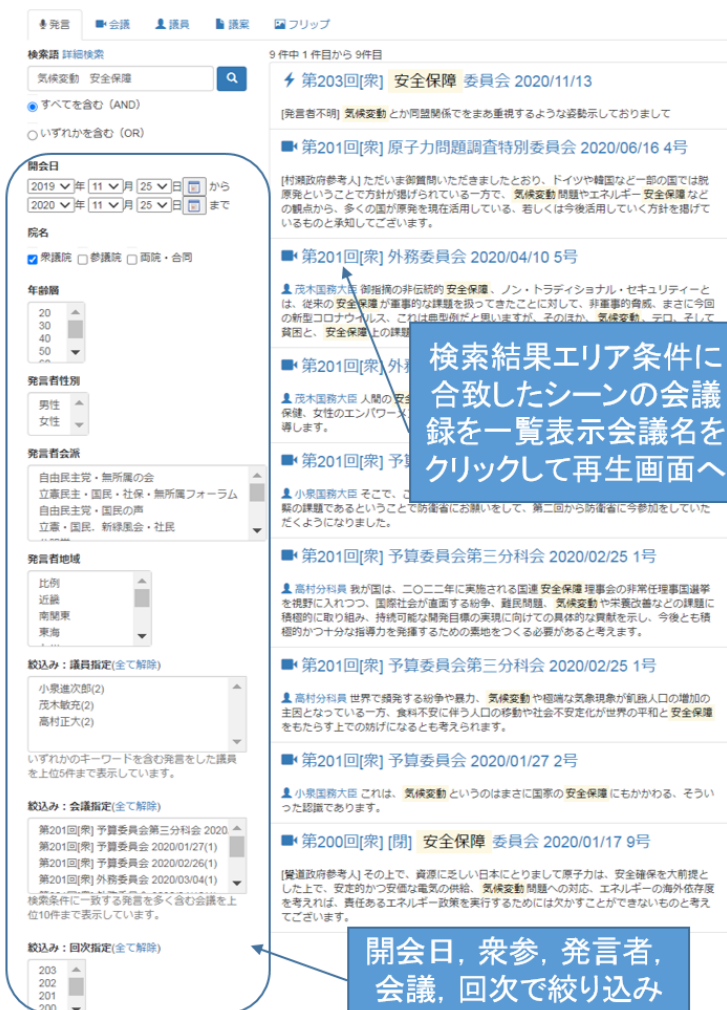 発言 会議 議員 議案 フリップ
検索語 詳細検索
気候変動 安全保障
すべてを含む（AND）
いずれかを含む（OR）
開会日
2019 年 11 月 25 日 から
2020 年 11 月 25 日 まで
院名
衆議院 参議院 両院・合同
年齢層
20
30
40
50
発言者性別
男性
女性
発言者会派
自由民主党・無所属の会
立憲民主・国民・社保・無所属フォーラム
自由民主党・国民の声
立憲・国民．新緑風会・社民
発言者地域
比例
近畿
南関東
東海
絞込み：議員指定(全て解除)
小泉進次郎(2)
茂木敏充(2)
高村正大(2)
いずれかのキーワードを含む発言をした議員
を上位5件まで表示しています。
絞込み：会議指定(全て解除)
第201回[衆] 予算委員会第三分科会 2020
第201回[衆] 予算委員会 2020/01/27(1)
第201回[衆] 予算委員会 2020/02/26(1)
第201回[衆] 外務委員会 2020/03/04(1)
検索条件に一致する発言を多く含む会議を上
位10件まで表示しています。
絞込み：回次指定(全て解除)
203
202
201
200
9 件中 1 件目から 9件目
第203回[衆] 安全保障 委員会 2020/11/13
[発言者不明] 気候変動 とか同盟関係でをまあ重視するような姿勢示しておりまして
第201回[衆] 原子力問題調査特別委員会 2020/06/16 4号
[村瀬政府参考人] ただいま御質問いただきましたとおり、ドイツや韓国など一部の国では脱
原発ということで方針が掲げられている一方で、 気候変動 問題やエネルギー 安全保障 など
の観点から、多くの国が原発を現在活用している、若しくは今後活用していく方針を掲げて
いるものと承知してございます。
第201回[衆] 外務委員会 2020/04/10 5号
茂木国務大臣 御指摘の非伝統的 安全保障 、ノン・トラディショナル・セキュリティーと
は、従来の 安全保障 が軍事的な課題を扱ってきたことに対して、非軍事的脅威、まさに今回
の新型コロナウイルス、これは典型例だと思いますが、そのほか、 気候変動 、テロ、そして
貧困と、 安全保障 上の課題
第201回[衆] 外
茂木国務大臣 人間の 安全
保健、女性のエンパワーメン
導します。
第201回[衆] 予
小泉国務大臣 そこで、こ
緊の課題であるということで防衛省にお願いをして、第二回から防衛省に今参加をしていた
だくようになりました。
第201回[衆] 予算委員会第三分科会 2020/02/25 1号
高村分科員 我が国は、二〇二二年に実施される国連 安全保障 理事会の非常任理事国選挙
を視野に入れつつ、国際社会が直面する紛争、難民問題、 気候変動 や栄養改善などの課題に
積極的に取り組み、持続可能な開発目標の実現に向けての具体的な貢献を示し、今後とも積
極的かつ十分な指導力を発揮するための素地をつくる必要があると考えます。
第201回[衆] 予算委員会第三分科会 2020/02/25 1号
高村分科員 世界で頻発する紛争や暴力、 気候変動 や極端な気象現象が飢餓人口の増加の
主因となっている一方、食料不安に伴う人口の移動や社会不安定化が世界の平和と 安全保障
をもたらす上での妨げになるとも考えられます。
第201回[衆] 予算委員会 2020/01/27 2号
小泉国務大臣 これは、 気候変動 というのはまさに国家の 安全保障 にもかかわる、そうい
った認識であります。
第200回[衆] [閉] 安全保障 委員会 2020/01/17 9号
[覺道政府参考人] その上で、資源に乏しい日本にとりまして原子力は、安全確保を大前提と
した上で、安定的かつ安価な電気の供給、 気候変動 問題への対応、エネルギーの海外依存度
を考えれば、責任あるエネルギー政策を実行するためには欠かすことができないものと考え
てございます。
検索結果エリア条件に
合致したシーンの会議
録を一覧表示会議名を
クリックして再生画面へ
開会日，衆参，発言者，
会議，回次で絞り込み